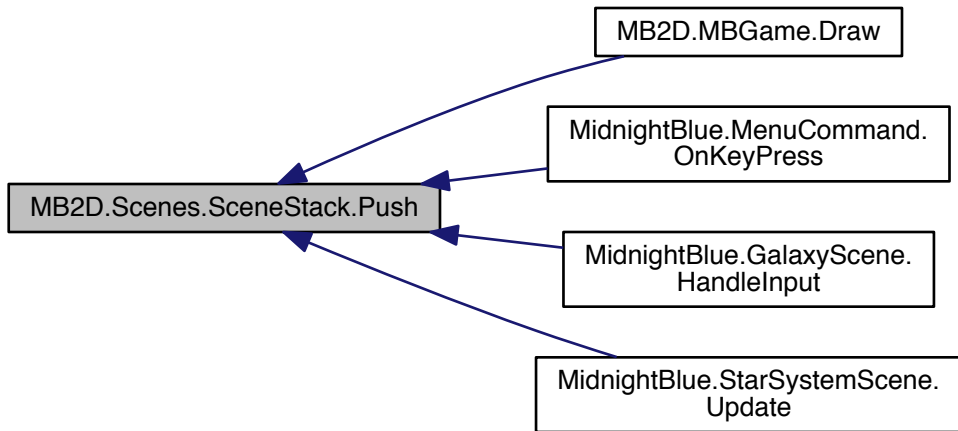 MB2D.MBGame.Draw
MidnightBlue.MenuCommand.
OnKeyPress
MB2D.Scenes.SceneStack.Push
MidnightBlue.GalaxyScene.
HandleInput
MidnightBlue.StarSystemScene.
Update